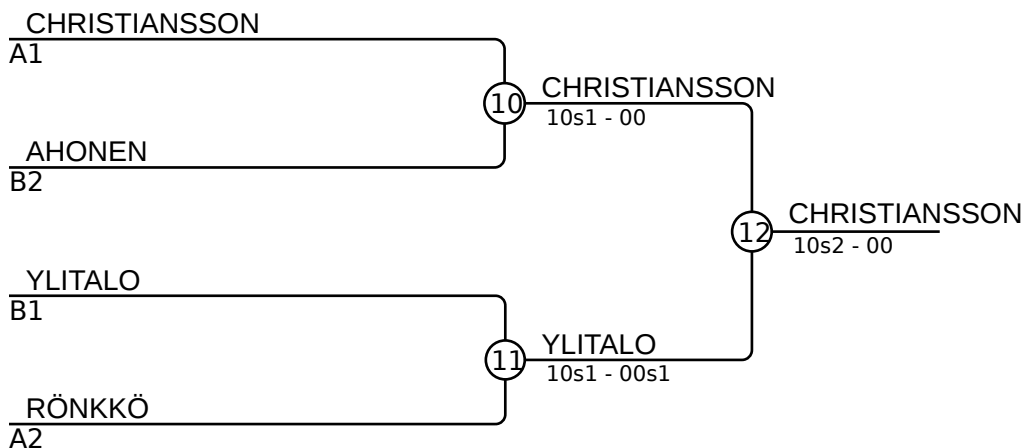 CHRISTIANSSON
A1
10
CHRISTIANSSON
10s1 - 00
AHONEN
B2
12
CHRISTIANSSON
10s2 - 00
YLITALO
B1
11
YLITALO
10s1 - 00s1
RÖNKKÖ
A2